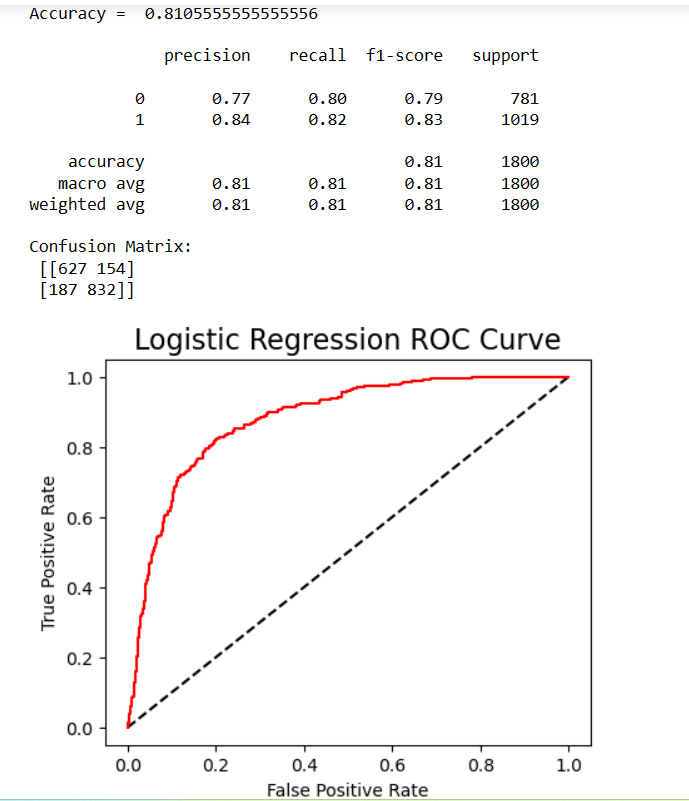 Accuracy =  0.8105555555555556
precision    recall  f1-score   support
0       0.77      0.80      0.79       781
1       0.84      0.82      0.83      1019
accuracy                           0.81      1800
macro avg       0.81      0.81      0.81      1800
weighted avg       0.81      0.81      0.81      1800
Confusion Matrix:
[[627 154]
[187 832]]
Logistic Regression ROC Curve
1.0
0.8
0.6
0.4
0.2
0.0
True Positive Rate
0.0 0.2 0.4 0.6 0.8 1.0
False Positive Rate